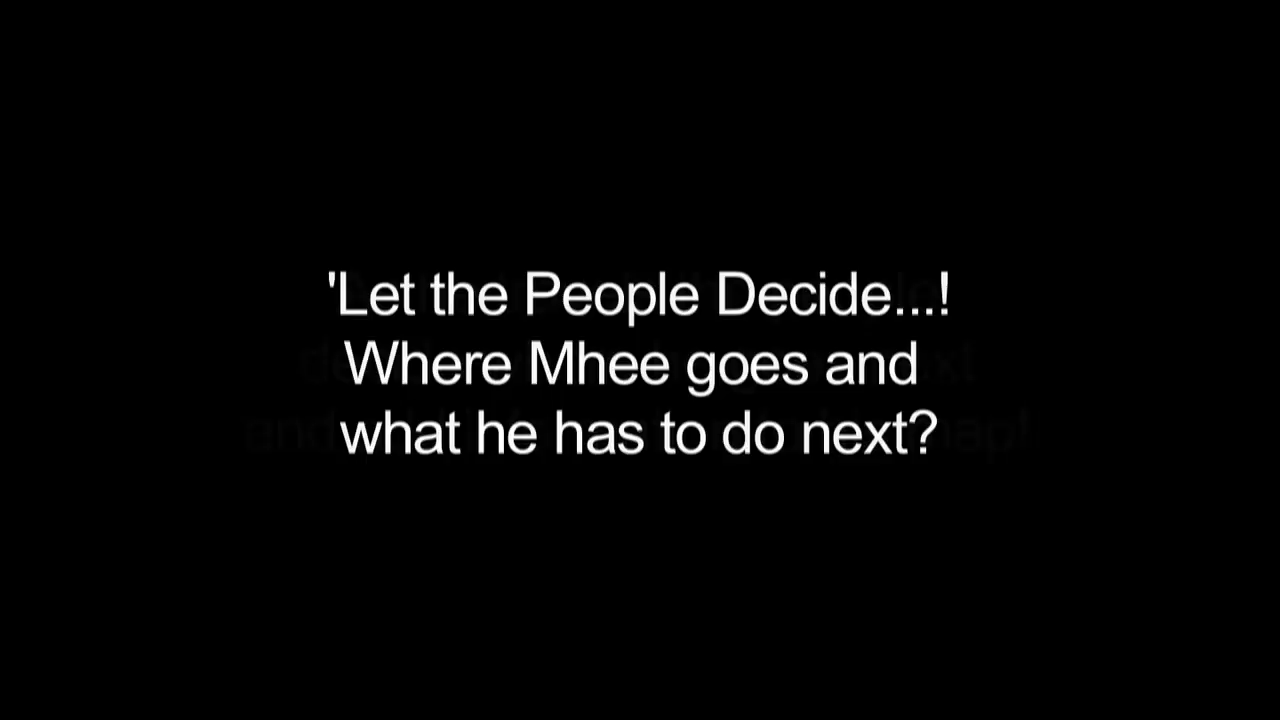 'Let the People Decide...!
Where Mhee goes and
what he has to do next?